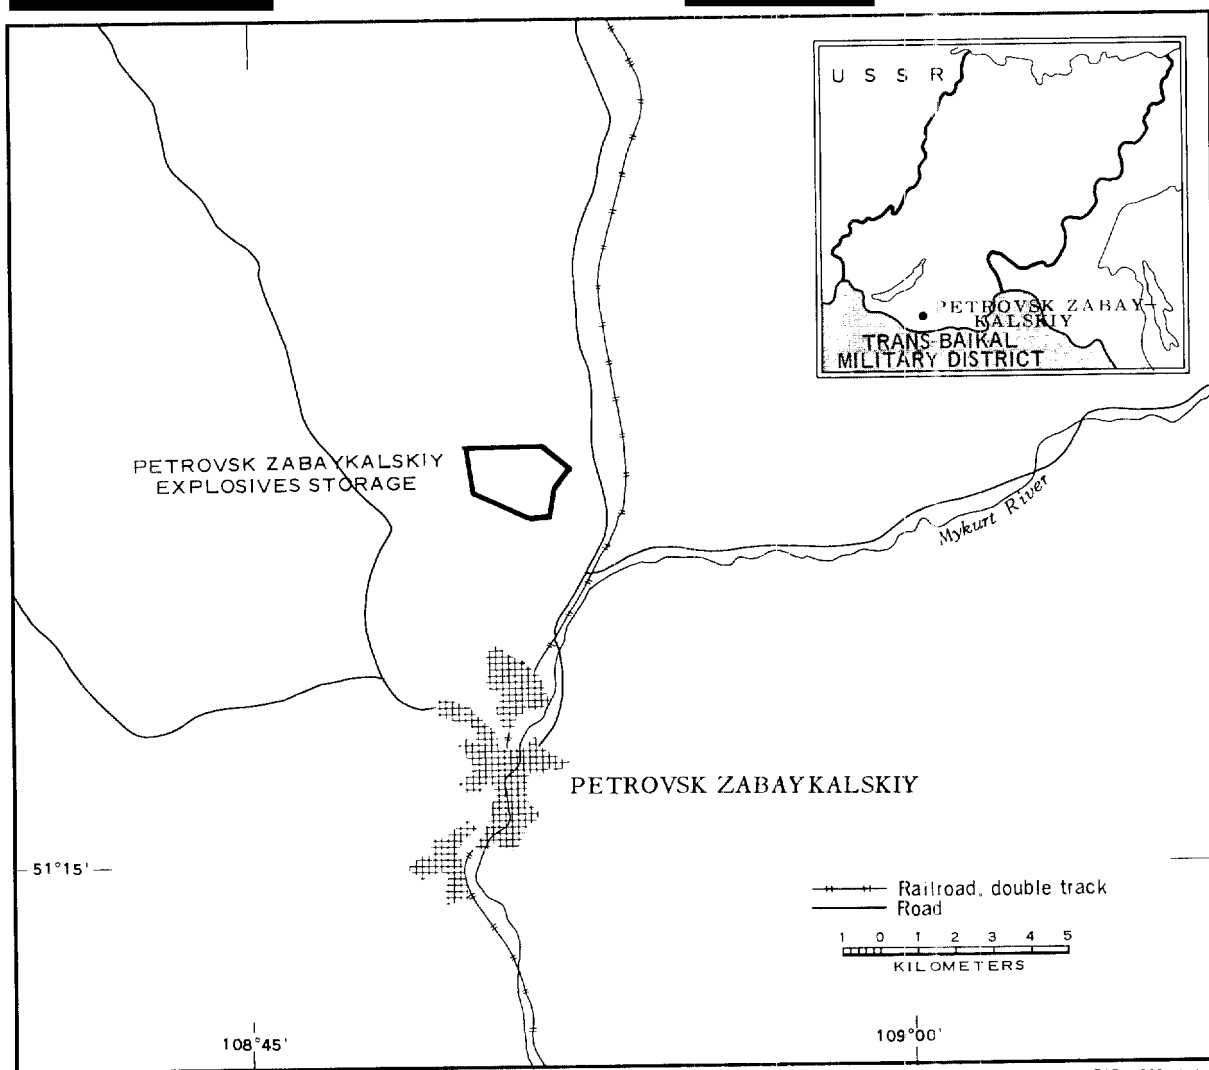 U S S R
PETROVSK ZABAY-
KALSKIY
TRANS-BAIKAL
MILITARY DISTRICT
PETROVSK ZABAYKALSKIY
EXPLOSIVES STORAGE
Mykurt River
PETROVSK ZABAYKALSKIY
51°15'
Railroad, double track
Road
1 0 1 2 3 4 5
KILOMETERS
108°45'
109°00'